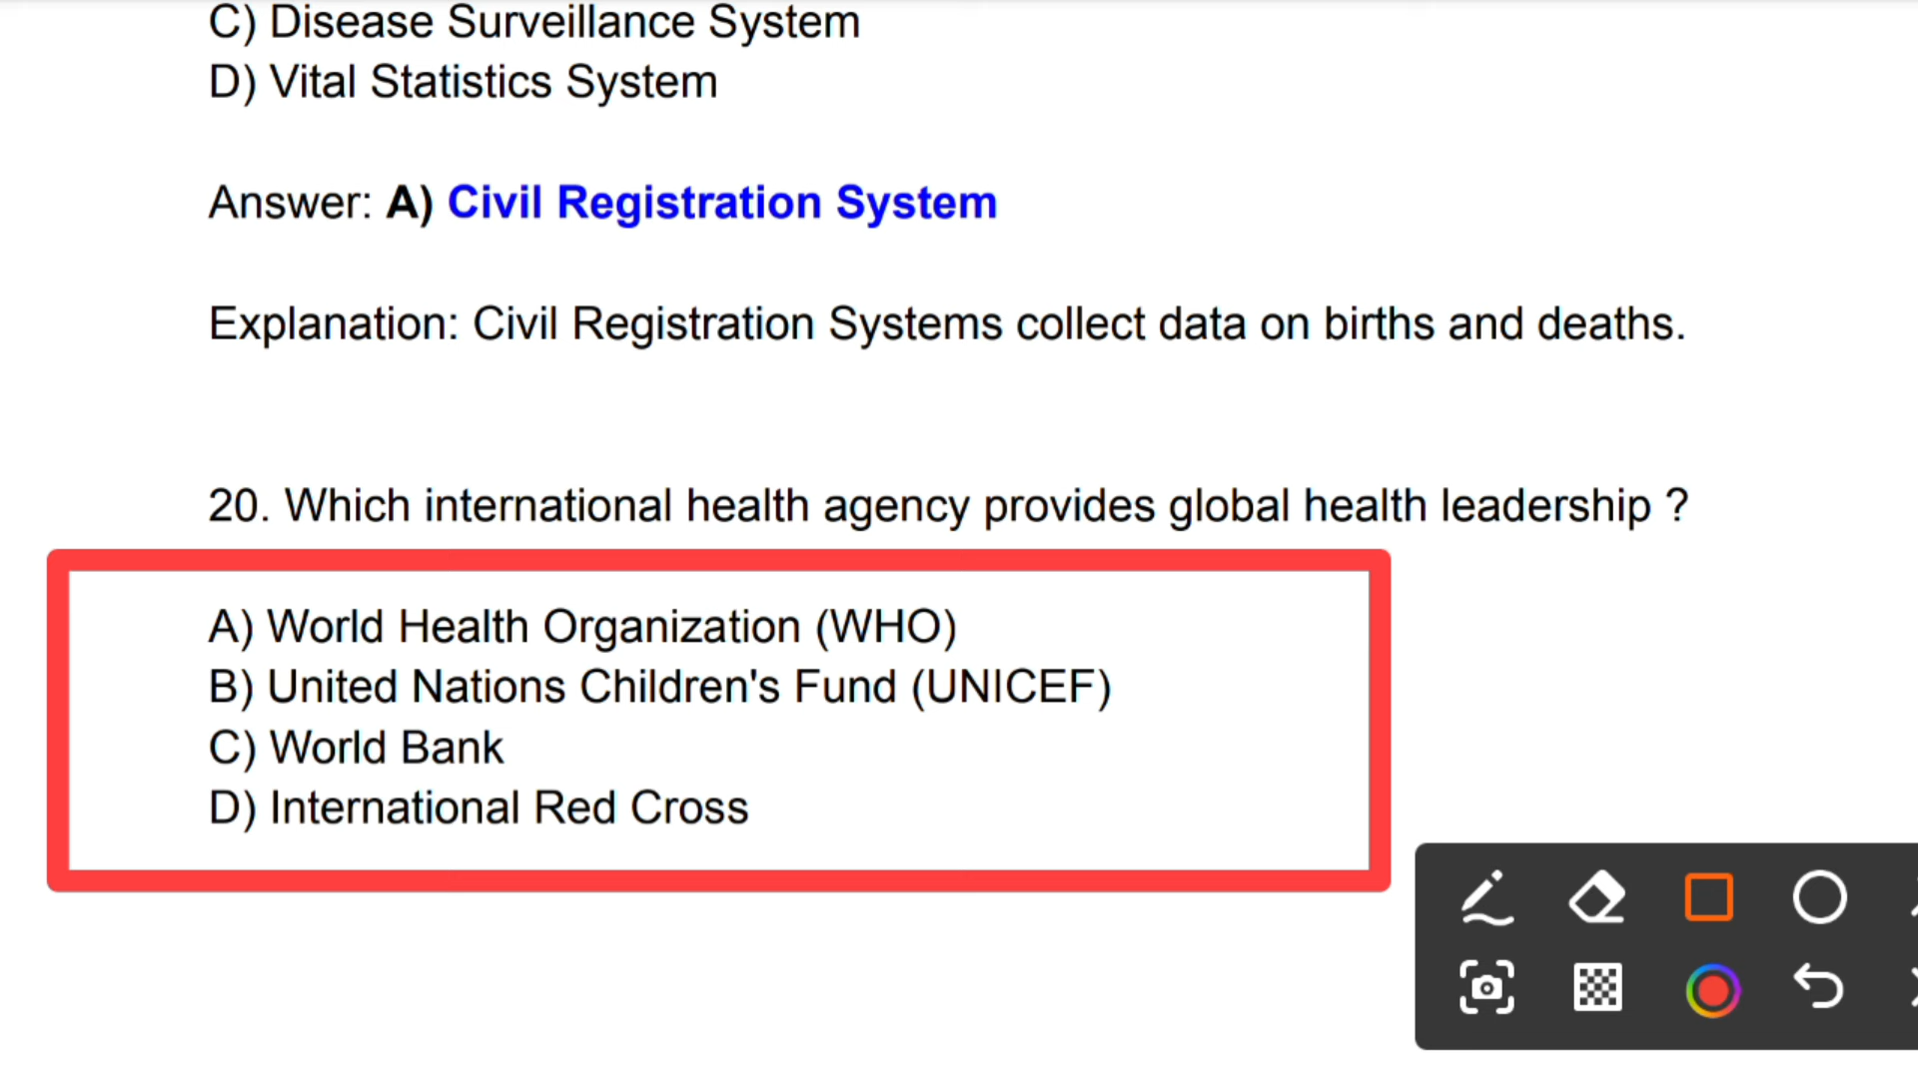 C) Disease Surveillance System
D) Vital Statistics System
Answer: A) Civil Registration System
Explanation: Civil Registration Systems collect data on births and deaths.
20. Which international health agency provides global health leadership ?
A) World Health Organization (WHO)
B) United Nations Children's Fund (UNICEF)
C) World Bank
D) International Red Cross